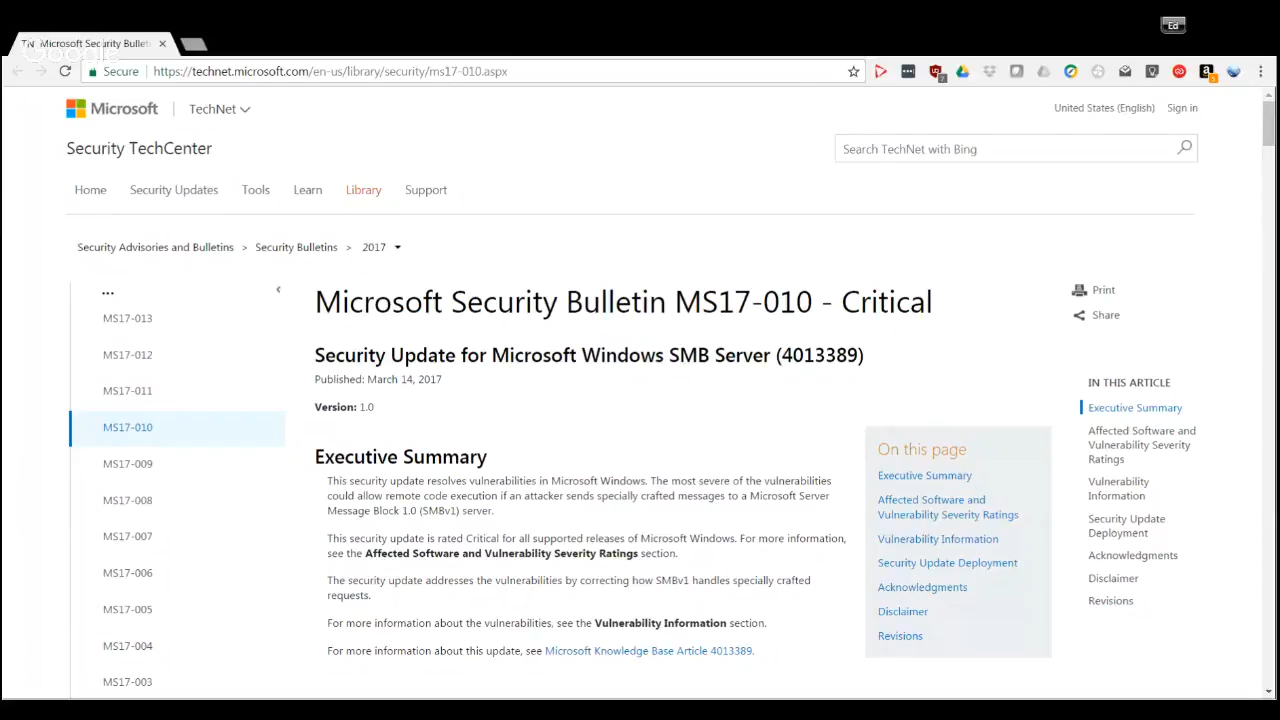 Ed
TN Microsoft Security Bulleti
Google
Secure
https://technet.microsoft.com/en-us/library/security/ms17-010.aspx
Microsoft
TechNet
United States (English)
Sign in
Security TechCenter
Search TechNet with Bing
Home
Security Updates
Tools
Learn
Library
Support
Security Advisories and Bulletins > Security Bulletins > 2017
...
MS17-013
MS17-012
MS17-011
MS17-010
MS17-009
MS17-008
MS17-007
MS17-006
MS17-005
MS17-004
MS17-003
Microsoft Security Bulletin MS17-010 - Critical
Security Update for Microsoft Windows SMB Server (4013389)
Published: March 14, 2017
Version: 1.0
Executive Summary
This security update resolves vulnerabilities in Microsoft Windows. The most severe of the vulnerabilities
could allow remote code execution if an attacker sends specially crafted messages to a Microsoft Server
Message Block 1.0 (SMBv1) server.
This security update is rated Critical for all supported releases of Microsoft Windows. For more information,
see the Affected Software and Vulnerability Severity Ratings section.
The security update addresses the vulnerabilities by correcting how SMBv1 handles specially crafted
requests.
For more information about the vulnerabilities, see the Vulnerability Information section.
For more information about this update, see Microsoft Knowledge Base Article 4013389.
On this page
Executive Summary
Affected Software and
Vulnerability Severity Ratings
Vulnerability Information
Security Update Deployment
Acknowledgments
Disclaimer
Revisions
Print
Share
IN THIS ARTICLE
Executive Summary
Affected Software and
Vulnerability Severity
Ratings
Vulnerability
Information
Security Update
Deployment
Acknowledgments
Disclaimer
Revisions